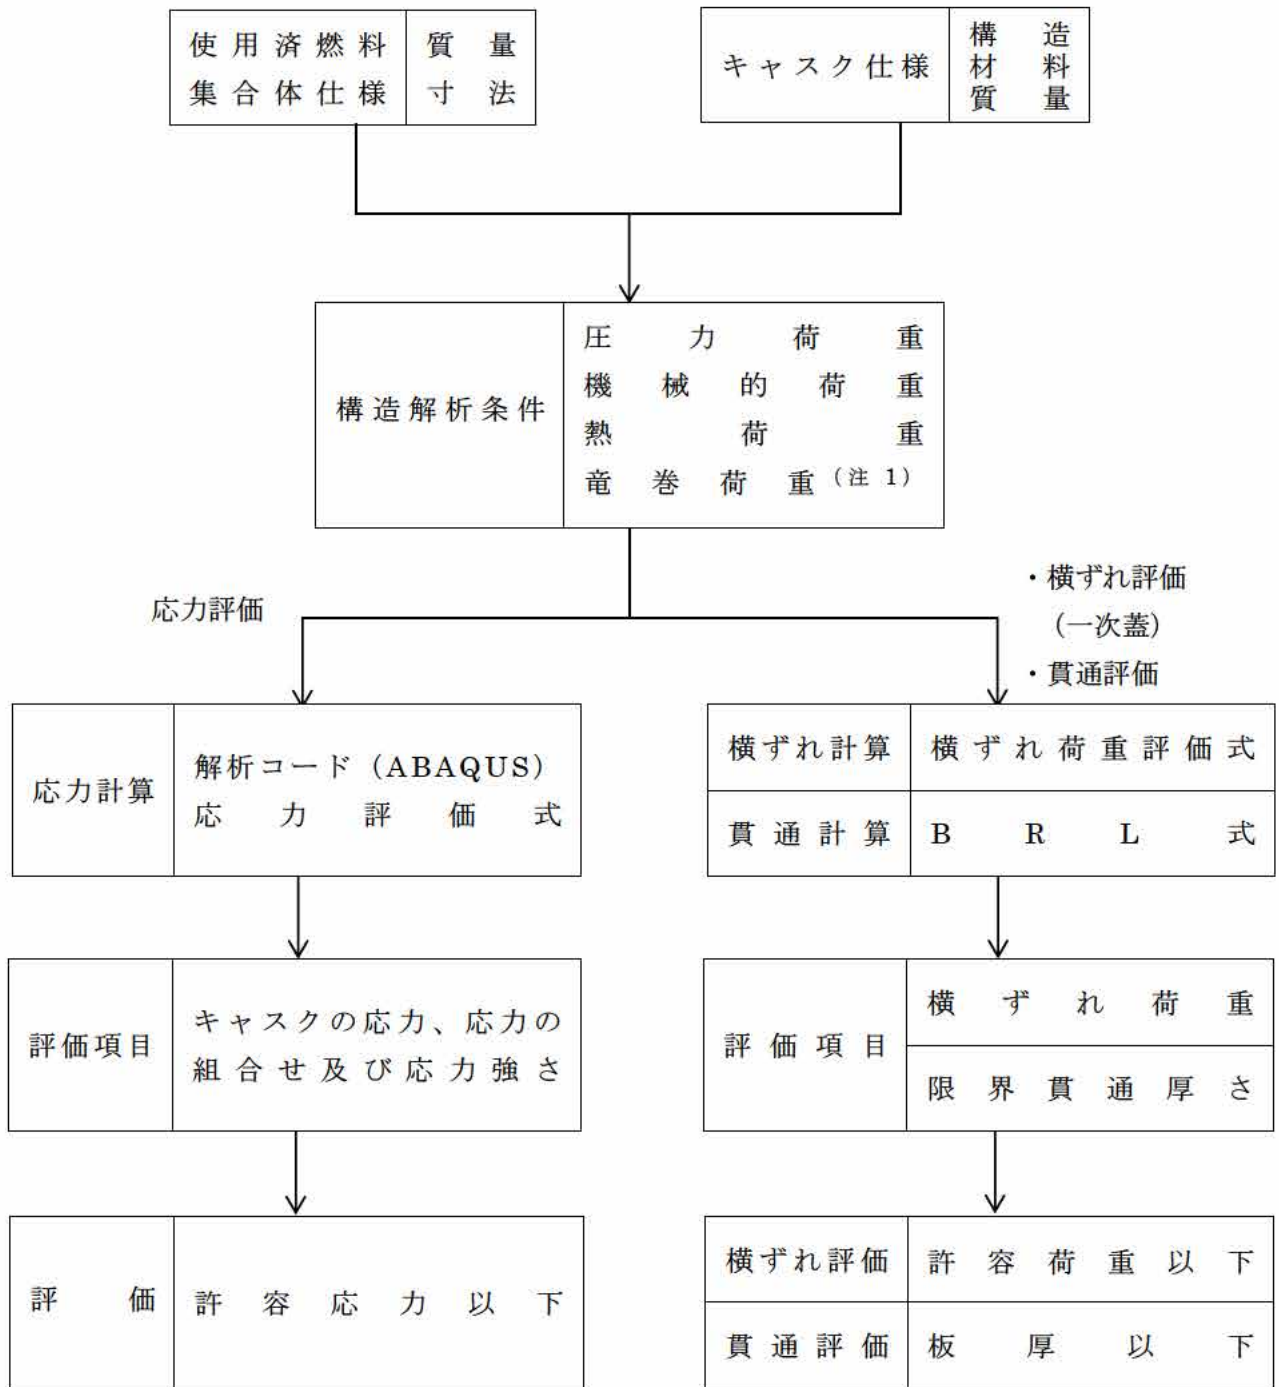 使用済燃料
集合体仕様
質量
寸法
キャスク仕様
構造
材料
質量
構造解析条件
圧力荷重
機械的荷重
熱荷重
竜巻荷重(注 1)
応力評価
・横ずれ評価
(一次蓋)
・貫通評価
応力計算
解析コード(ABAQUS)
応力評価式
横ずれ計算
横ずれ荷重評価式
貫通計算
BRL式
評価項目
キャスクの応力、応力の
組合せ及び応力強さ
評価項目
横ずれ荷重
限界貫通厚さ
評価
許容応力以下
横ずれ評価
許容荷重以下
貫通評価
板厚以下